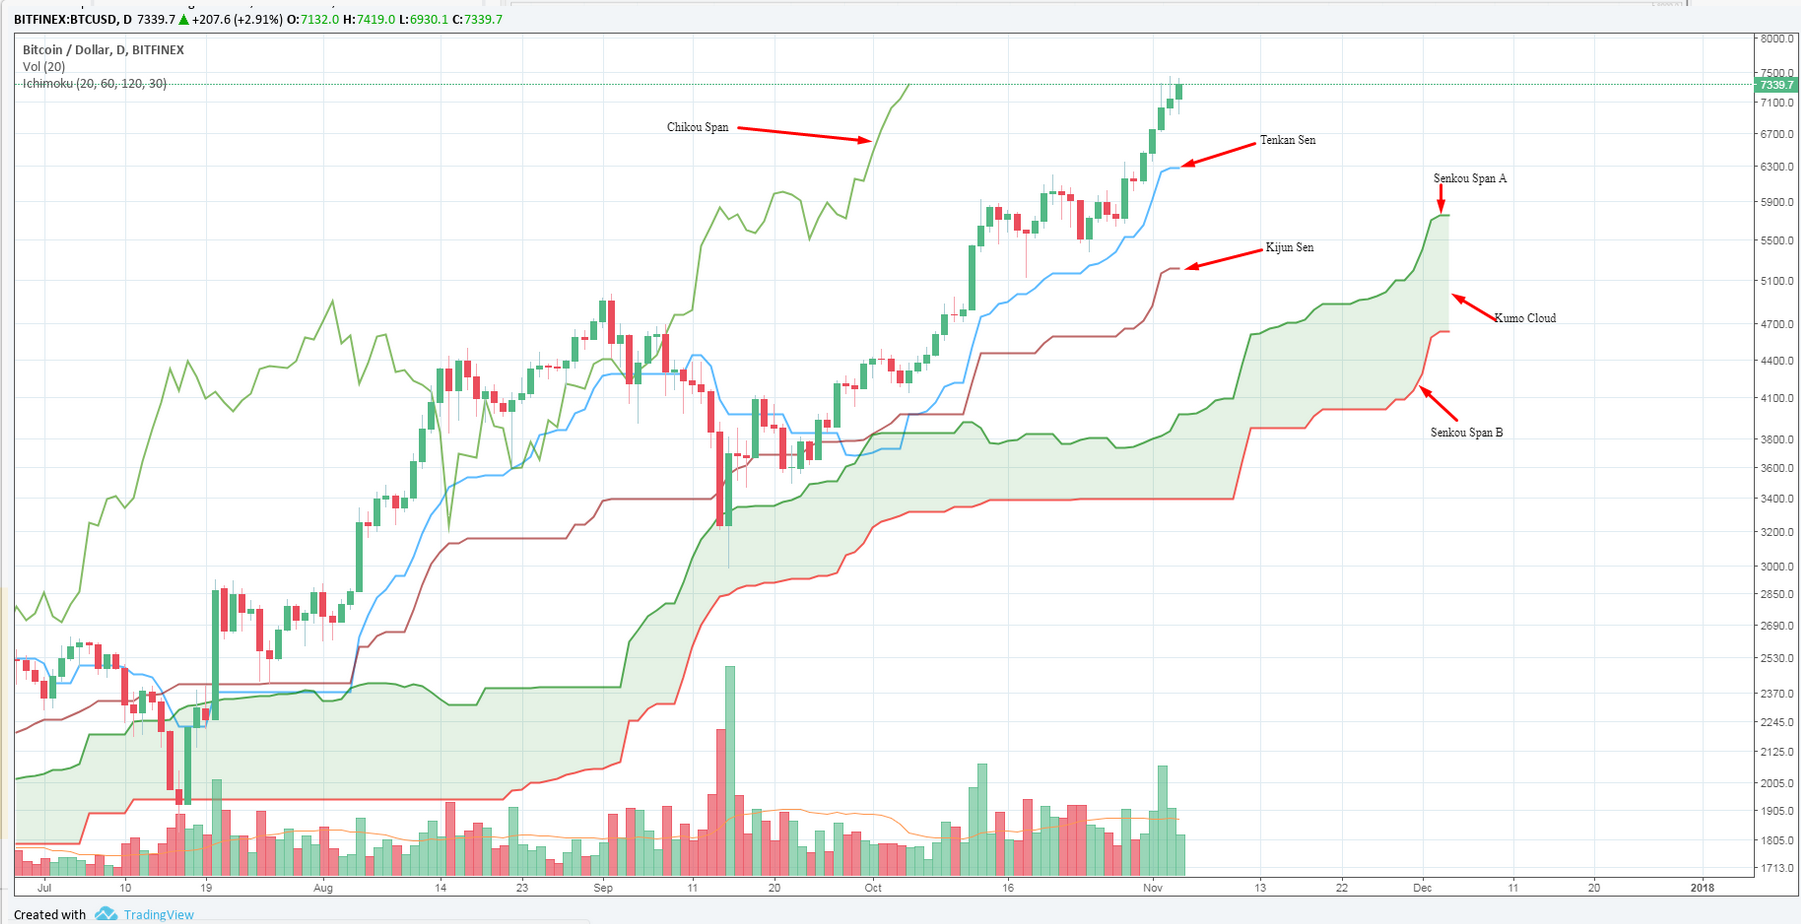 BITFINEX:BTCUSD, D 7339.7 ▲ +207.6 (+2.91%) O:7132.0 H:7419.0 L:6930.1 C:7339.7
Bitcoin / Dollar, D, BITFINEX
Vol (20)
Ichimoku (20, 60, 120, 30)
Chikou Span
Tenkan Sen
Senkou Span A
Kijun Sen
Kumo Cloud
Senkou Span B
8000.0
7500.0
7339.7
7100.0
6700.0
6300.0
5900.0
5500.0
5100.0
4700.0
4400.0
4100.0
3800.0
3600.0
3400.0
3200.0
3000.0
2850.0
2690.0
2530.0
2370.0
2245.0
2125.0
2005.0
1905.0
1805.0
1713.0
Jul 10 19 Aug 14 23 Sep 11 20 Oct 16 Nov 13 22 Dec 11 20 2018
Created with TradingView